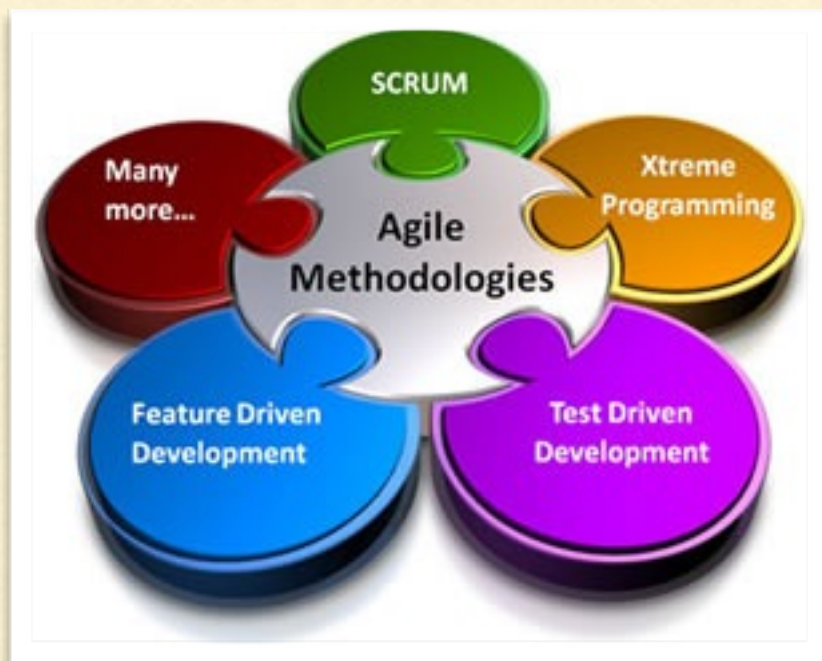 SCRUM
Many
more...
Xtreme
Programming
Agile
Methodologies
Feature Driven
Development
Test Driven
Development